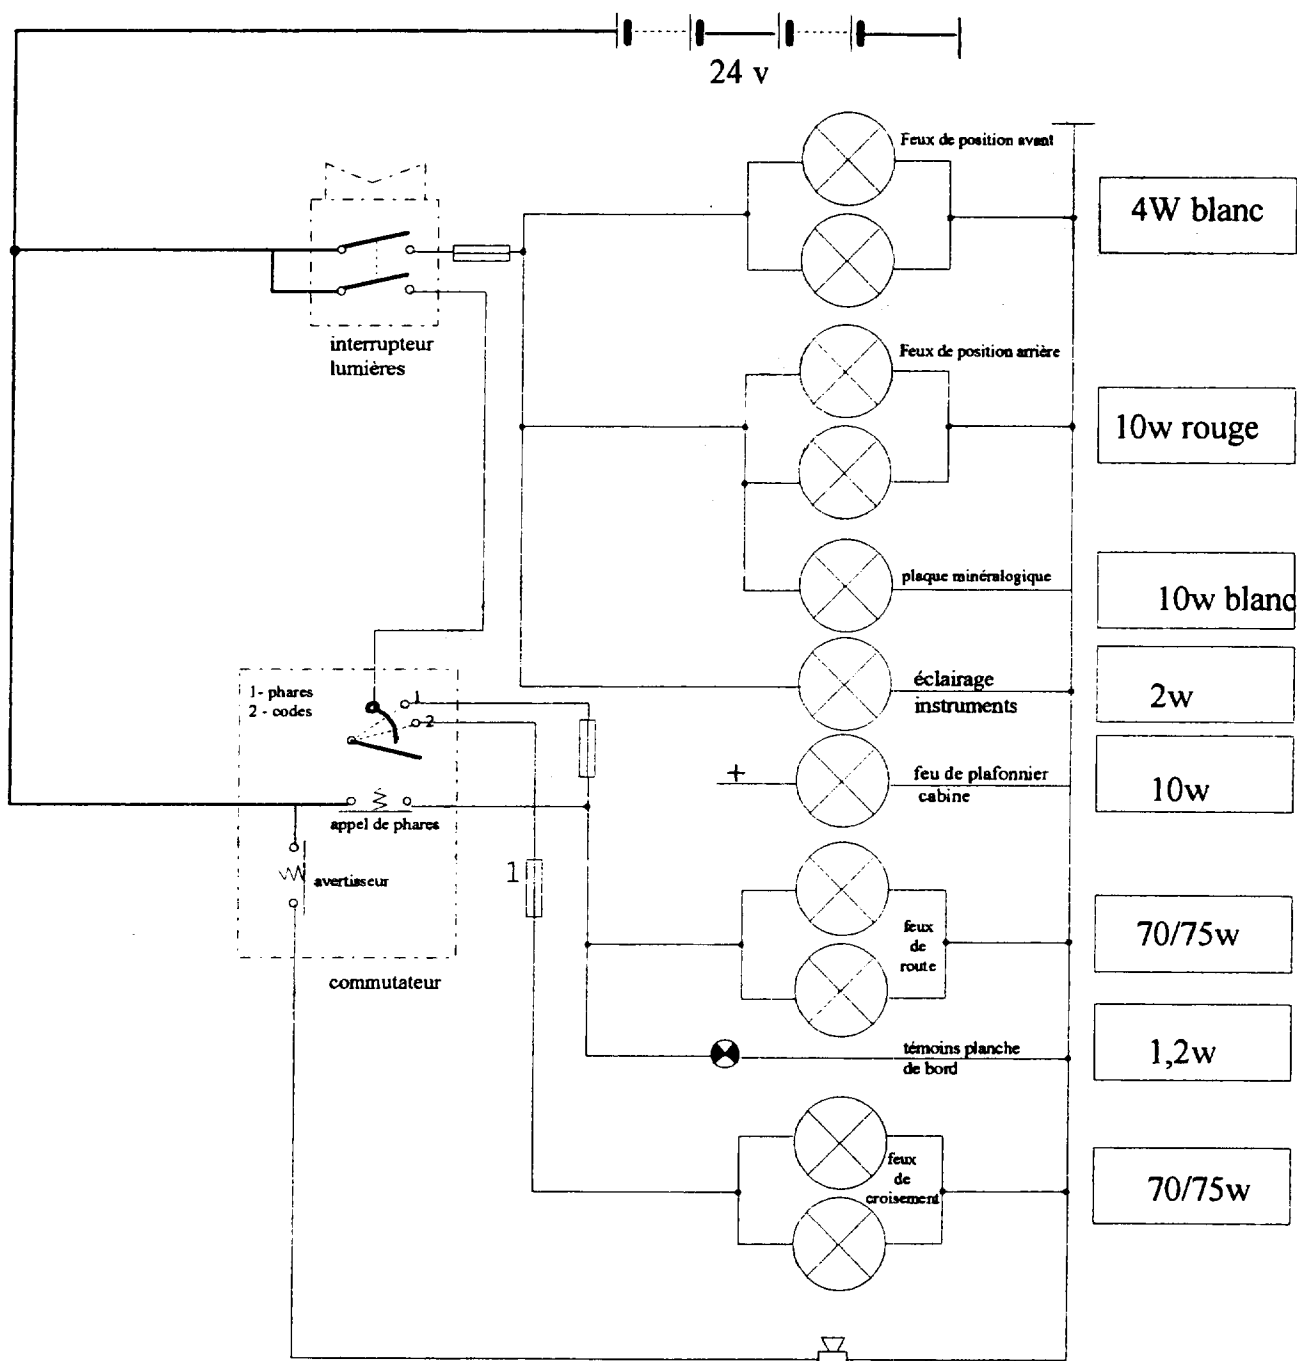 24 v
Feux de position avant
4W blanc
interrupteur
lumières
Feux de position arrière
10w rouge
plaque minéralogique
10w blanc
1- phares
2 - codes
1
2
éclairage
instruments
2w
+
feu de plafonnier
cabine
10w
appel de phares
1
avertisseur
feux
de
route
70/75w
commutateur
témoins planche
de bord
1,2w
feux
de
croisement
70/75w